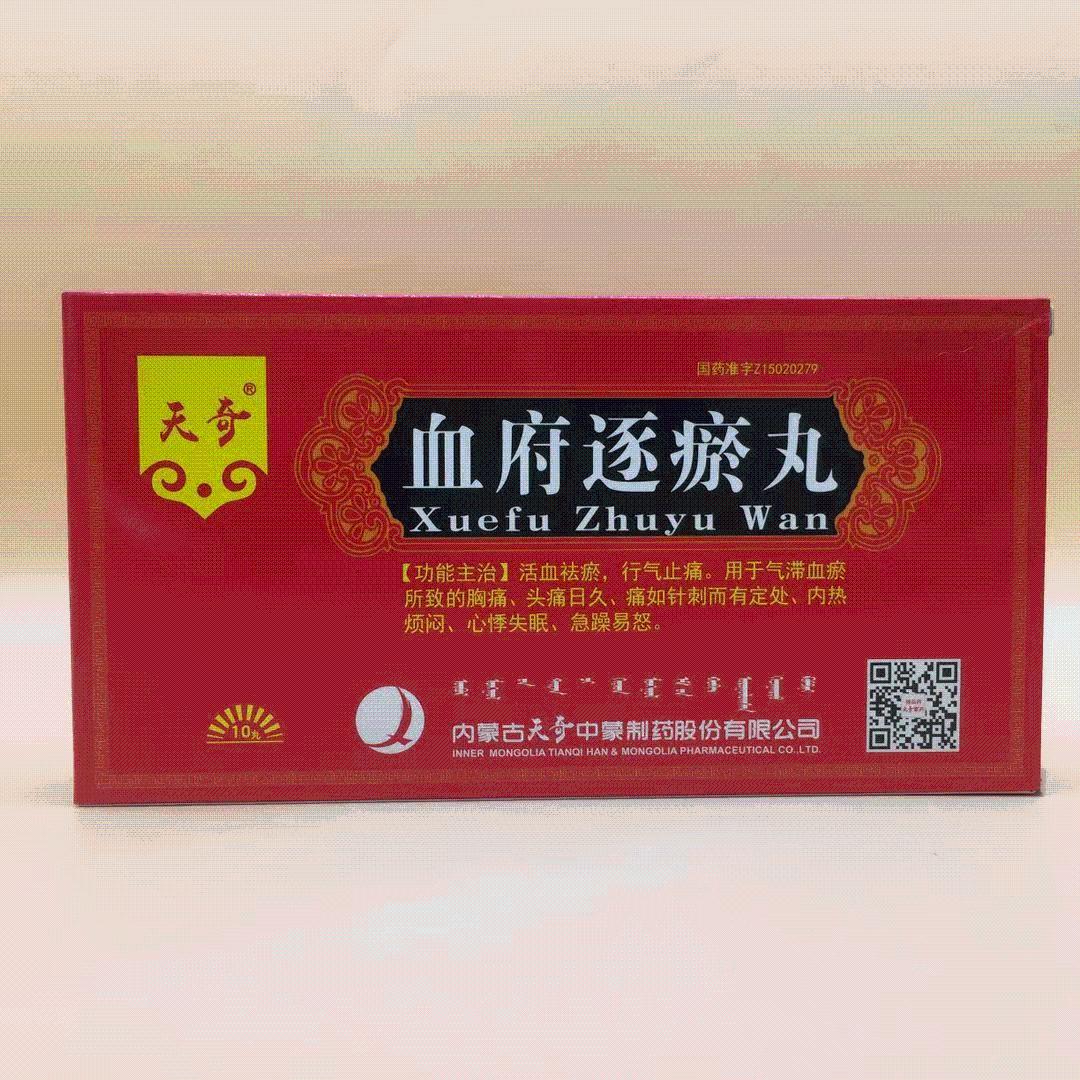 天奇®
国药准字Z15020279
血府逐瘀丸
Xuefu Zhuyu Wan
【功能主治】活血祛瘀，行气止痛。用于气滞血瘀
所致的胸痛、头痛日久、痛如针刺而有定处、内热
烦闷、心悸失眠、急躁易怒。
10丸
内蒙古天奇中蒙制药股份有限公司
INNER MONGOLIA TIANQI HAN & MONGOLIA PHARMACEUTICAL CO.,LTD.